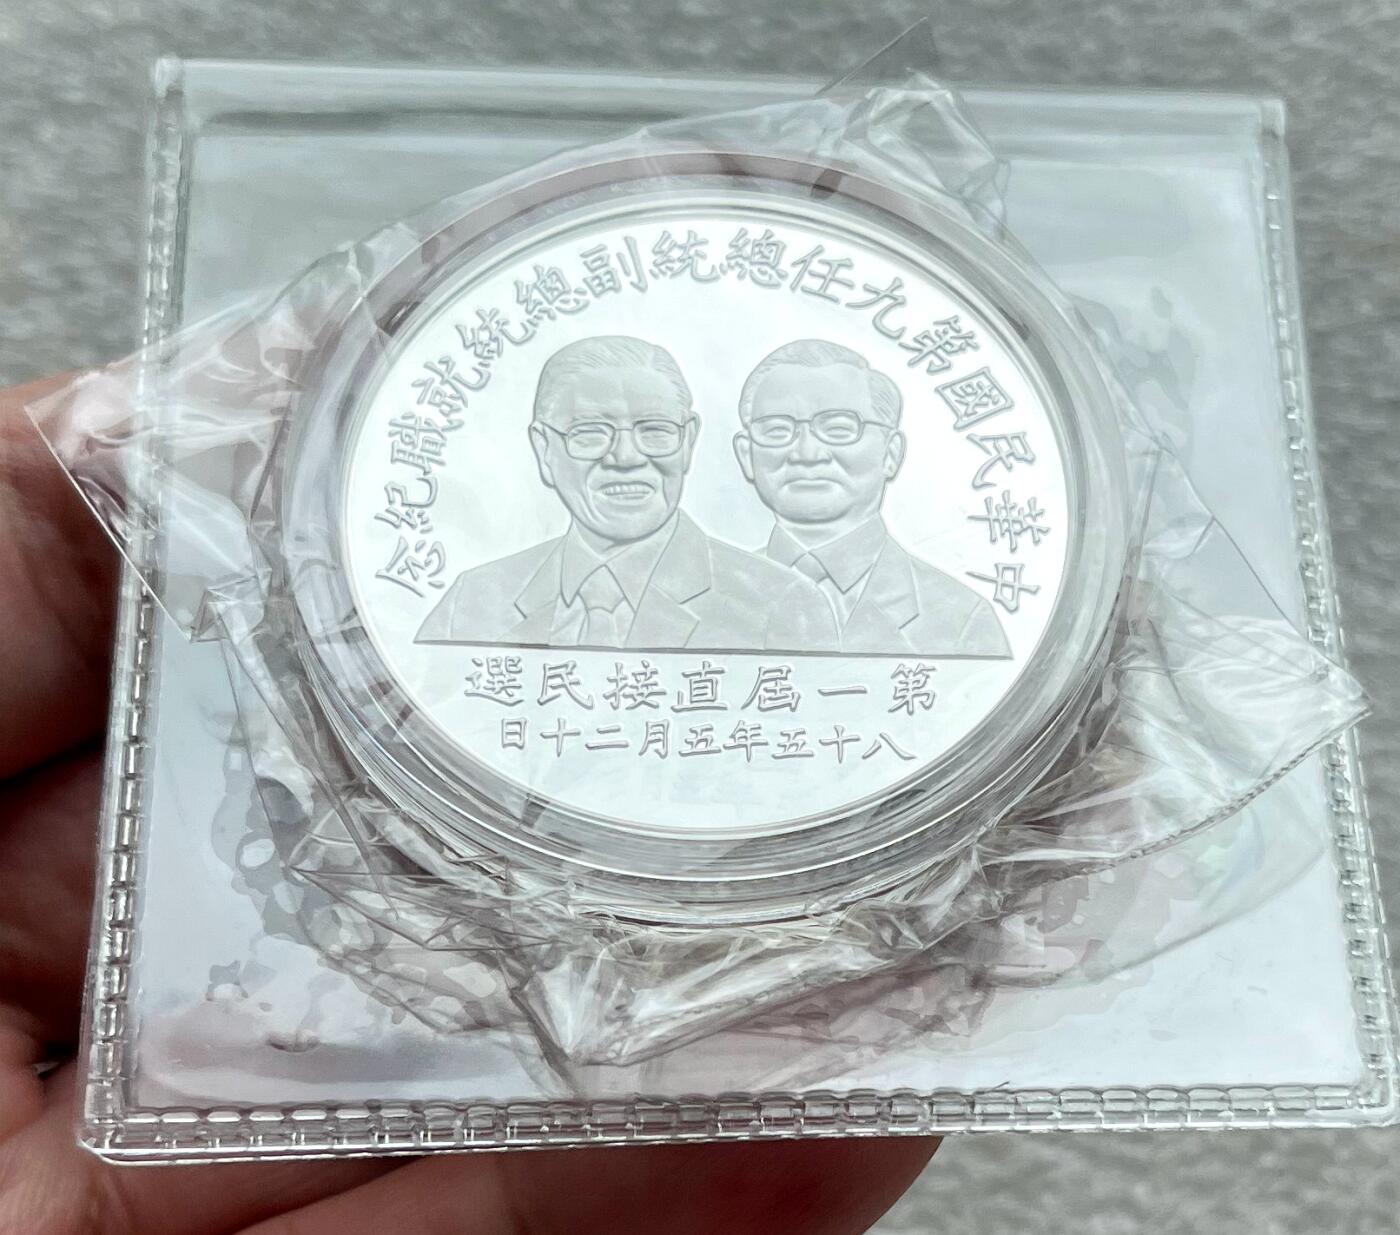 中華民國第九任總統副總統就職紀念
第一屆直接民選
八十五年五月二十日